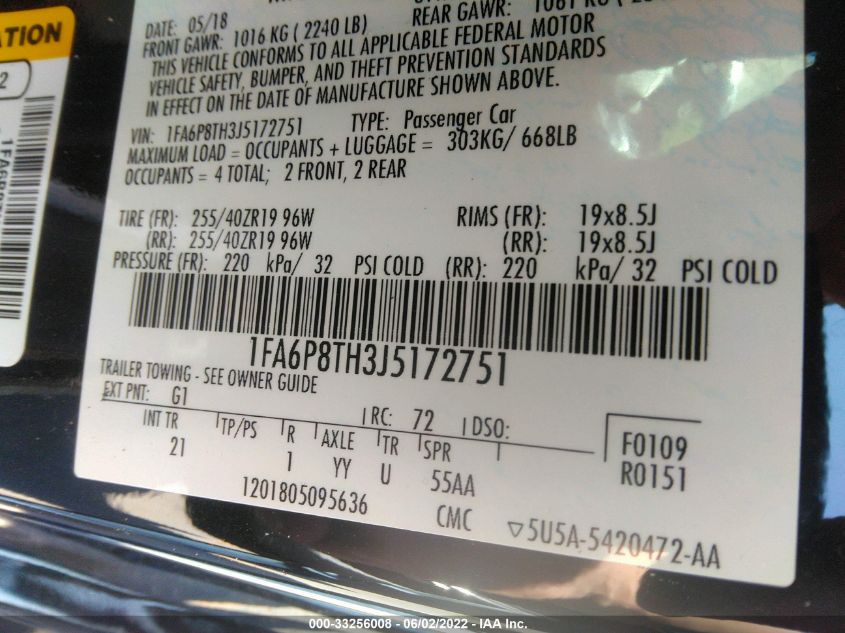 ATION
DATE: 05/18
FRONT GAWR: 1016 KG ( 2240 LB)
REAR GAWR:
THIS VEHICLE CONFORMS TO ALL APPLICABLE FEDERAL MOTOR
VEHICLE SAFETY, BUMPER, AND THEFT PREVENTION STANDARDS
IN EFFECT ON THE DATE OF MANUFACTURE SHOWN ABOVE.
VIN: 1FA6P8TH3J5172751 TYPE: Passenger Car
MAXIMUM LOAD = OCCUPANTS + LUGGAGE = 303KG/ 668LB
OCCUPANTS = 4 TOTAL; 2 FRONT, 2 REAR
TIRE (FR): 255/40ZR19 96W RIMS (FR): 19x8.5J
(RR): 255/40ZR19 96W (RR): 19x8.5J
PRESSURE (FR): 220 kPa/ 32 PSI COLD (RR): 220 kPa/ 32 PSI COLD
1FA6P8TH3J5172751
TRAILER TOWING - SEE OWNER GUIDE
EXT PNT: G1 RC: 72 DSO:
INT TR TP/PS R AXLE TR SPR F0109
21 1 YY U 55AA R0151
1201805095636 CMC ▽5U5A-5420472-AA
000-33256008 - 06/02/2022 - IAA Inc.